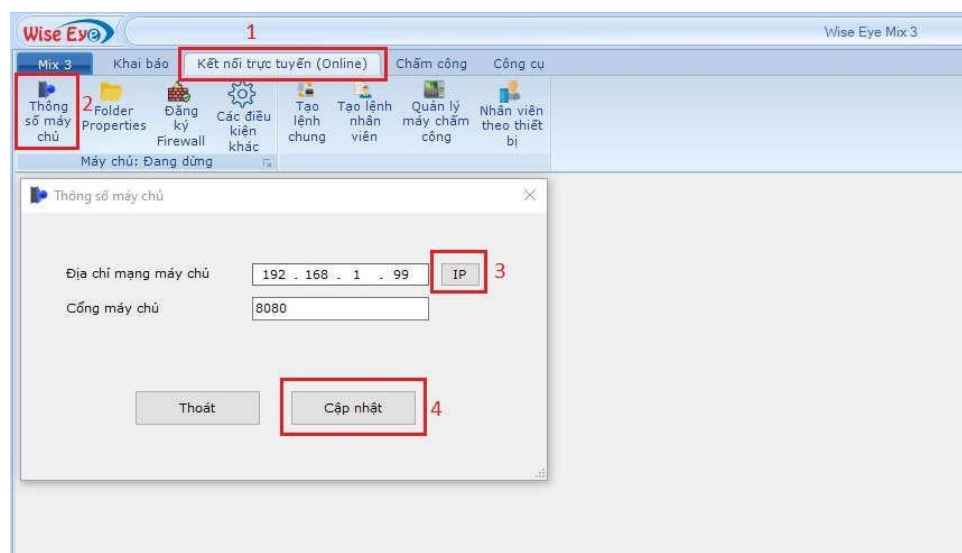 Wise Eye
1
Wise Eye Mix 3
Mix 3
Khai báo
Kết nối trực tuyến (Online)
Chấm công
Công cụ
Thông
số máy
chủ
2
Folder
Properties
Đăng
ký
Firewall
Các điều
kiện
khác
Tạo
lệnh
chung
Tạo lệnh
nhân
viên
Quản lý
máy chấm
công
Nhân viên
theo thiết
bị
Máy chủ: Đang dừng
Thông số máy chủ
Địa chỉ mạng máy chủ
192 . 168 . 1 . 99
IP
3
Cổng máy chủ
8080
Thoát
Cập nhật
4